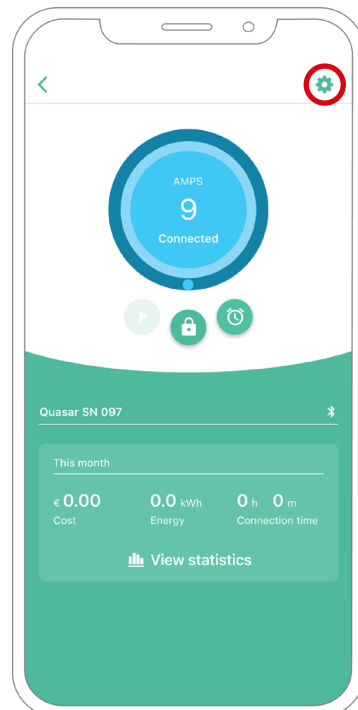 AMPS
9
Connected
Quasar SN 097
This month
€ 0.00 0.0 kWh 0 h 0 m
Cost Energy Connection time
View statistics